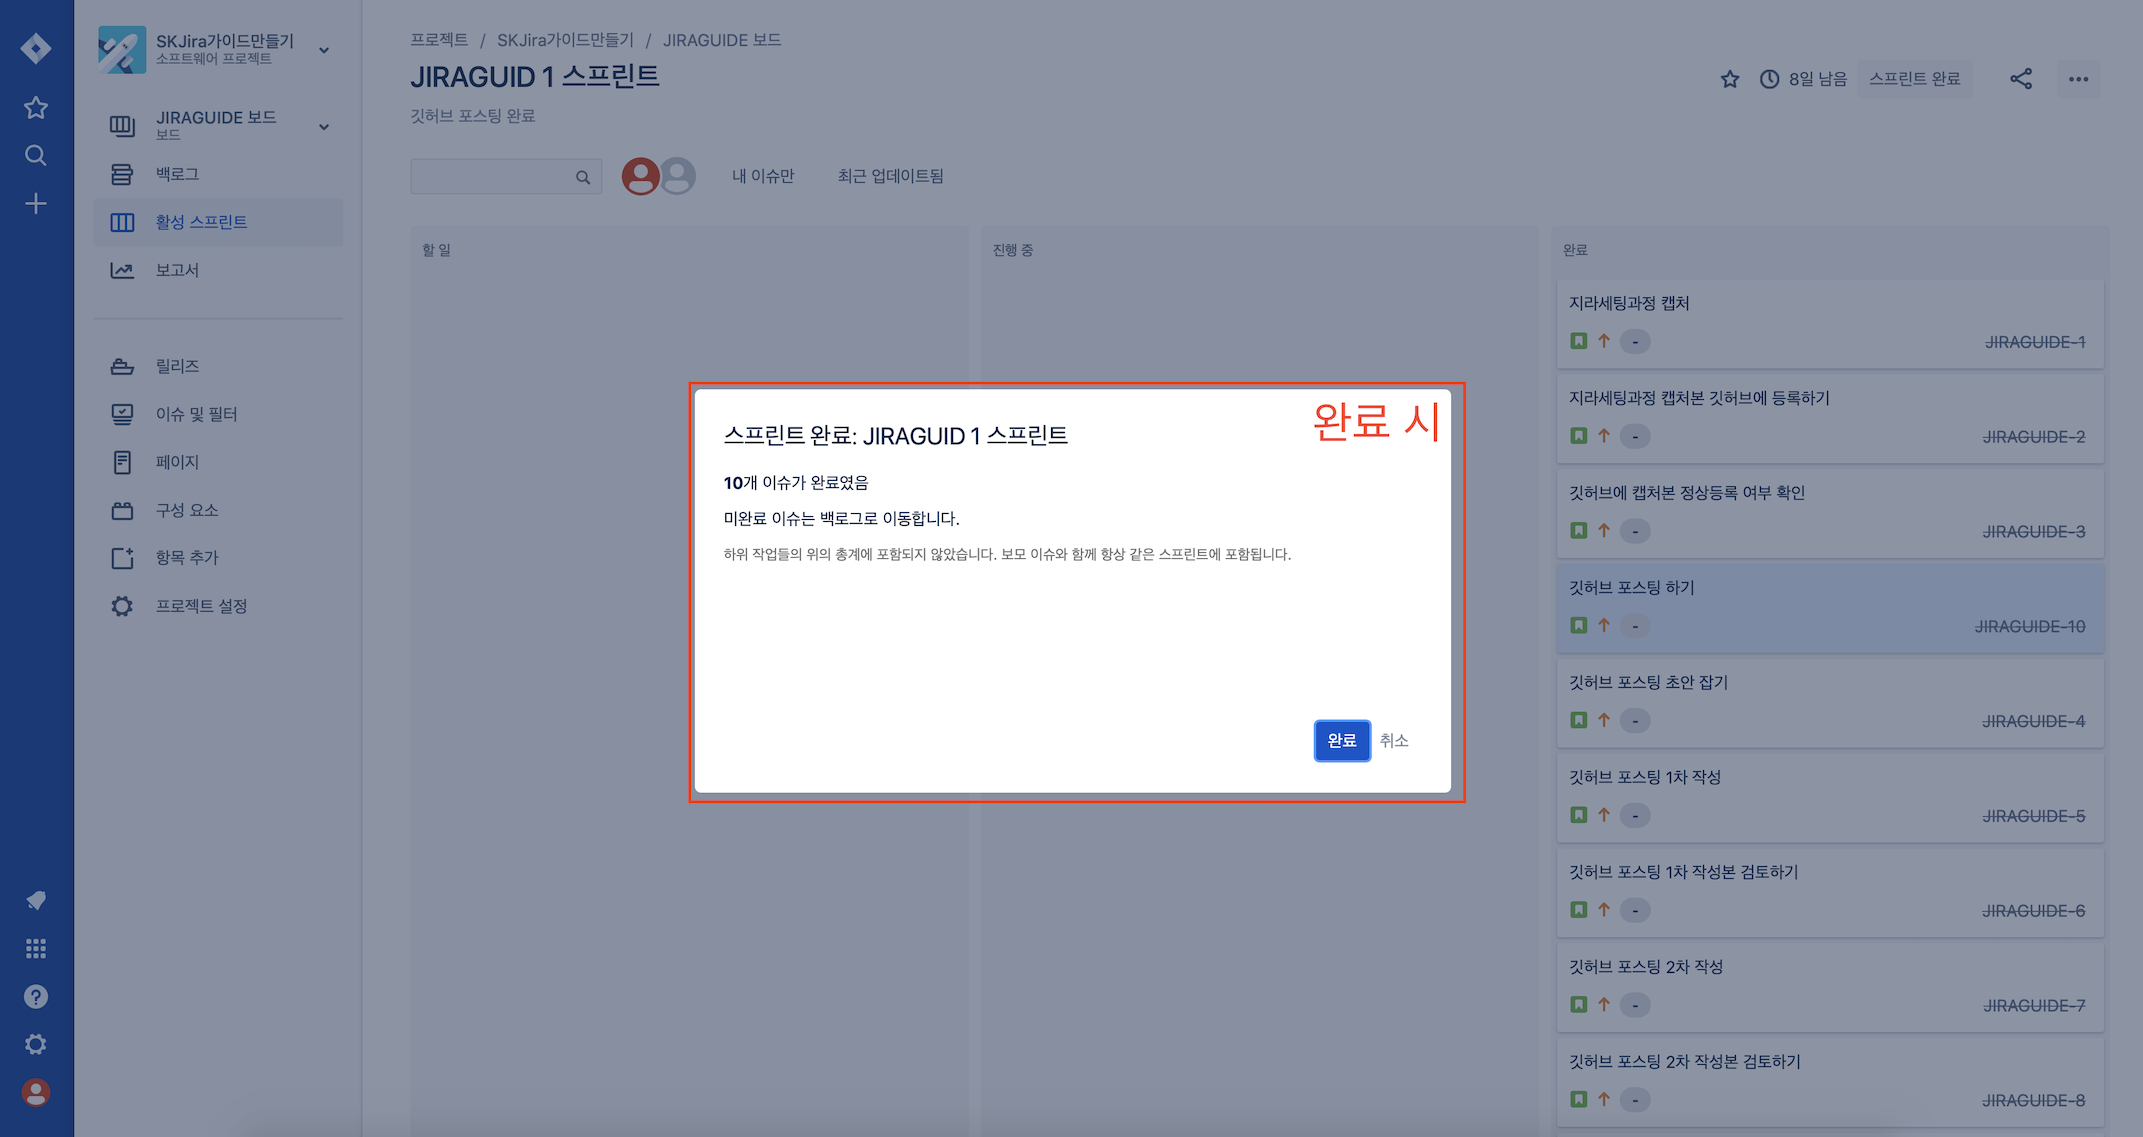 SKJira가이드만들기
소프트웨어 프로젝트
JIRAGUIDE 보드
보드
백로그
활성 스프린트
보고서
릴리즈
이슈 및 필터
페이지
구성 요소
항목 추가
프로젝트 설정
프로젝트 / SKJira가이드만들기 / JIRAGUIDE 보드
JIRAGUID 1 스프린트
8일 남음 스프린트 완료
깃허브 포스팅 완료
내 이슈만 최근 업데이트됨
할 일
진행 중
완료
지라세팅과정 캡처
- JIRAGUIDE-1
지라세팅과정 캡처본 깃허브에 등록하기
- JIRAGUIDE-2
깃허브에 캡처본 정상등록 여부 확인
- JIRAGUIDE-3
깃허브 포스팅 하기
- JIRAGUIDE-10
깃허브 포스팅 초안 잡기
- JIRAGUIDE-4
깃허브 포스팅 1차 작성
- JIRAGUIDE-5
깃허브 포스팅 1차 작성본 검토하기
- JIRAGUIDE-6
깃허브 포스팅 2차 작성
- JIRAGUIDE-7
깃허브 포스팅 2차 작성본 검토하기
- JIRAGUIDE-8
완료 시
스프린트 완료: JIRAGUID 1 스프린트
10개 이슈가 완료였음
미완료 이슈는 백로그로 이동합니다.
하위 작업들의 위의 총계에 포함되지 않았습니다. 보모 이슈와 함께 항상 같은 스프린트에 포함됩니다.
완료 취소